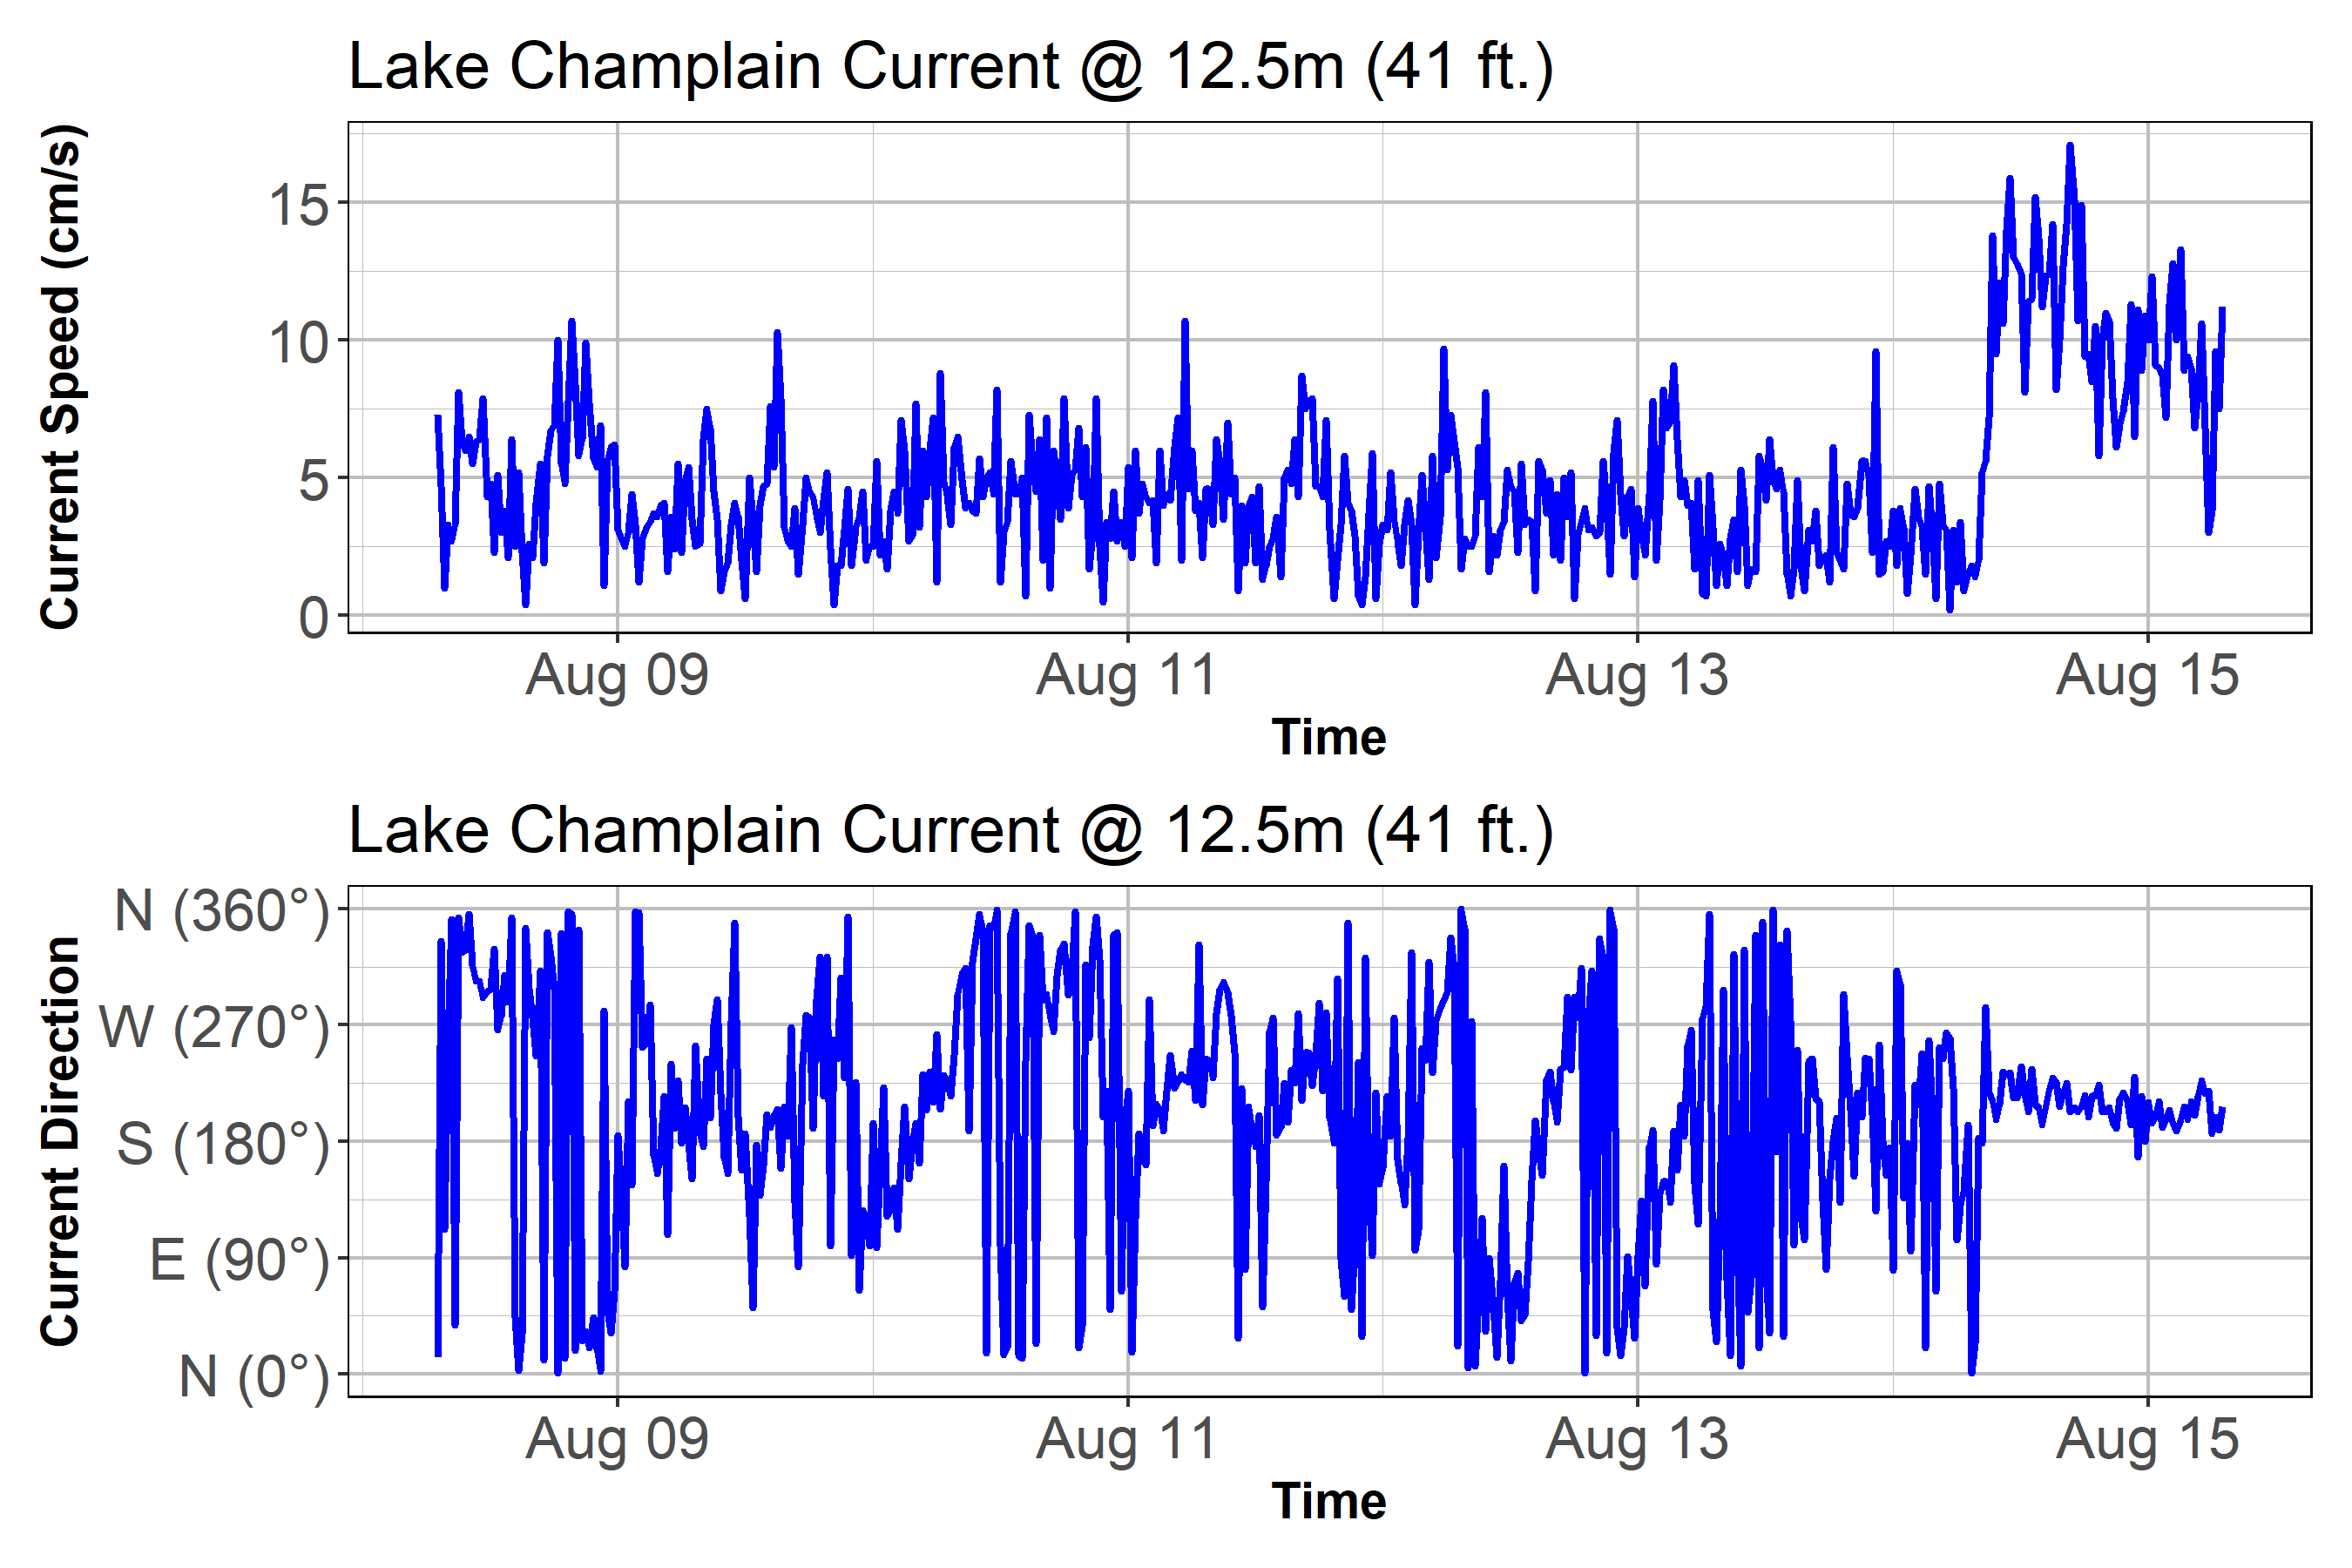 Lake Champlain Current @ 12.5m (41 ft.)
Current Speed (cm/s)
15
10
5
0
Aug 09 Aug 11 Aug 13 Aug 15
Time
Lake Champlain Current @ 12.5m (41 ft.)
Current Direction
N (360°)
W (270°)
S (180°)
E (90°)
N (0°)
Aug 09 Aug 11 Aug 13 Aug 15
Time